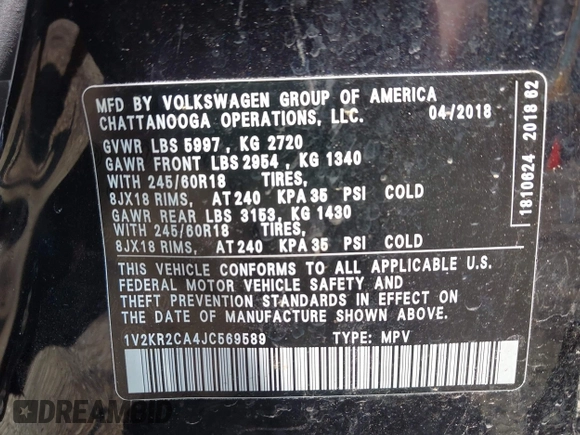 MFD BY VOLKSWAGEN GROUP OF AMERICA
CHATTANOOGA OPERATIONS, LLC. 04/2018
GVWR LBS 5997 , KG 2720
GAWR FRONT LBS 2954 , KG 1340
WITH 245/60R18 TIRES,
8JX18 RIMS, AT 240 KPA 35 PSI COLD
GAWR REAR LBS 3153, KG 1430
WITH 245/60R18 TIRES,
8JX18 RIMS, AT 240 KPA 35 PSI COLD
THIS VEHICLE CONFORMS TO ALL APPLICABLE U.S.
FEDERAL MOTOR VEHICLE SAFETY AND
THEFT PREVENTION STANDARDS IN EFFECT ON
THE DATE OF MANUFACTURE SHOWN ABOVE.
1V2KR2CA4JC569589 TYPE: MPV
1810624 2018 82
DREAMBID